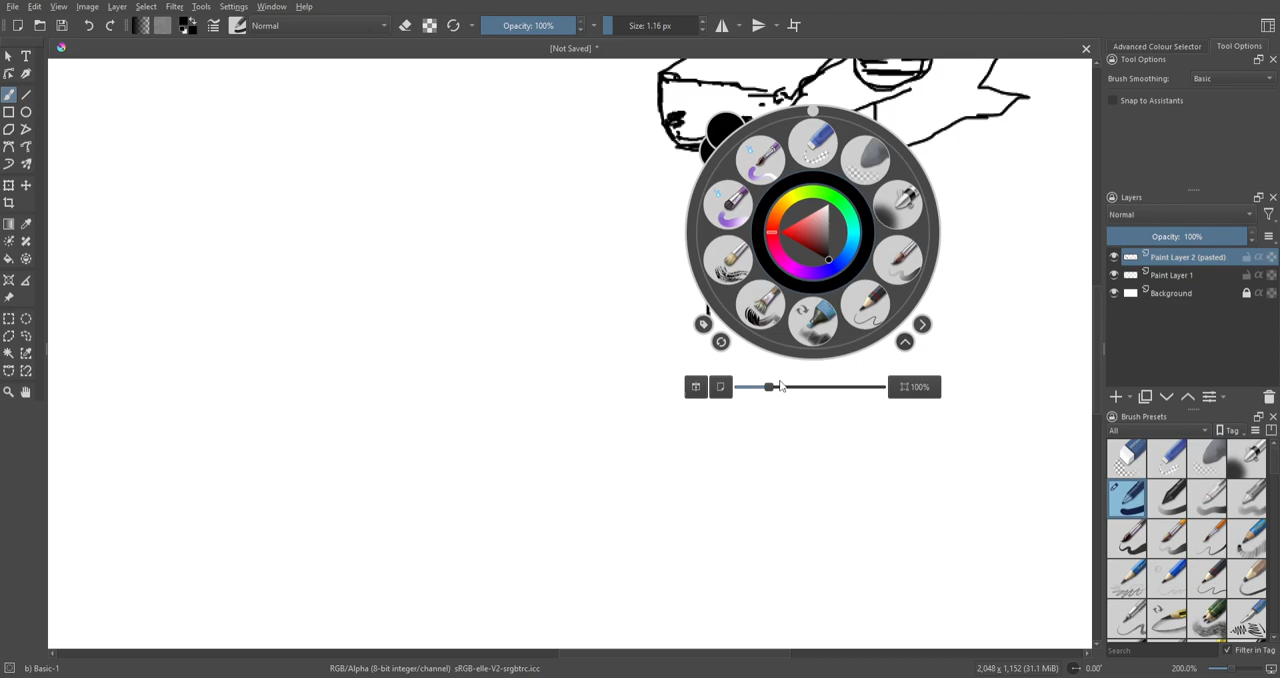 File Edit View Image Layer Select Filter Tools Settings Window Help
Normal Opacity: 100% Size: 1.16 px
[Not Saved] *
Advanced Colour Selector Tool Options
Tool Options
Brush Smoothing: Basic
Snap to Assistants
Layers
Normal
Opacity: 100%
Paint Layer 2 (pasted)
Paint Layer 1
Background
100%
Brush Presets
All Tag
Search Filter in Tag
b) Basic-1 RGB/Alpha (8-bit integer/channel) sRGB-elle-V2-srgbtrc.icc 2,048 x 1,152 (31.1 MiB) 0.00° 200.0%